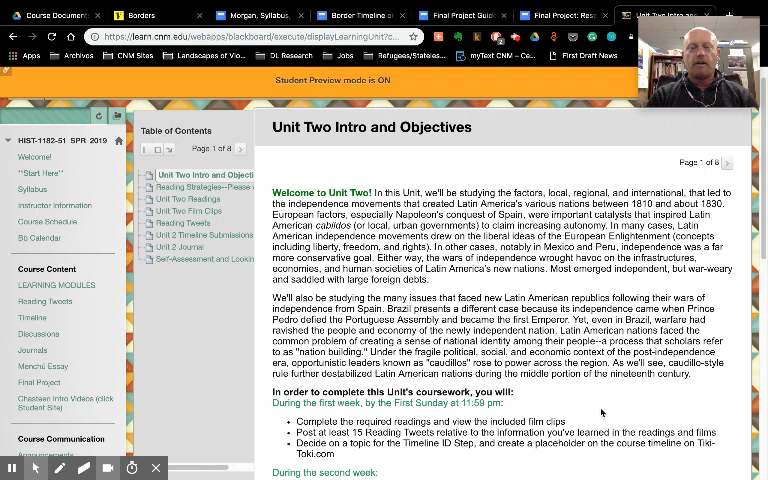 Course Document
Borders
Morgan, Syllabus,
Border Timeline o
Final Project Guid
Final Project: Rese
Unit Two Intro and
https://learn.cnm.edu/webapps/blackboard/execute/displayLearningUnit?c...
Apps
Archivos
CNM Sites
Landscapes of Vio...
DL Research
Jobs
Refugees/Stateles...
myText CNM – Ce...
First Draft News
Student Preview mode is ON
HIST-1182-51 SPR 2019
Welcome!
**Start Here**
Syllabus
Instructor Information
Course Schedule
Bb Calendar
Course Content
LEARNING MODULES
Reading Tweets
Timeline
Discussions
Journals
Menchú Essay
Final Project
Chasteen Intro Videos (click
Student Site)
Course Communication
Announcements
Table of Contents
Page 1 of 8
Unit Two Intro and Objecti
Reading Strategies--Please
Unit Two Readings
Unit Two Film Clips
Reading Tweets
Unit 2 Timeline Submissions
Unit 2 Journal
Self-Assessment and Lookin
Unit Two Intro and Objectives
Page 1 of 8
Welcome to Unit Two! In this Unit, we'll be studying the factors, local, regional, and international, that led to
the independence movements that created Latin America's various nations between 1810 and about 1830.
European factors, especially Napoleon's conquest of Spain, were important catalysts that inspired Latin
American cabildos (or local, urban governments) to claim increasing autonomy. In many cases, Latin
American independence movements drew on the liberal ideas of the European Enlightenment (concepts
including liberty, freedom, and rights). In other cases, notably in Mexico and Peru, independence was a far
more conservative goal. Either way, the wars of independence wrought havoc on the infrastructures,
economies, and human societies of Latin America's new nations. Most emerged independent, but war-weary
and saddled with large foreign debts.
We'll also be studying the many issues that faced new Latin American republics following their wars of
independence from Spain. Brazil presents a different case because its independence came when Prince
Pedro defied the Portuguese Assembly and became the first Emperor. Yet, even in Brazil, warfare had
ravished the people and economy of the newly independent nation. Latin American nations faced the
common problem of creating a sense of national identity among their people--a process that scholars refer
to as "nation building." Under the fragile political, social, and economic context of the post-independence
era, opportunistic leaders known as "caudillos" rose to power across the region. As we'll see, caudillo-style
rule further destabilized Latin American nations during the middle portion of the nineteenth century.
In order to complete this Unit's coursework, you will:
During the first week, by the First Sunday at 11:59 pm:
Complete the required readings and view the included film clips
Post at least 15 Reading Tweets relative to the information you've learned in the readings and films
Decide on a topic for the Timeline ID Step, and create a placeholder on the course timeline on Tiki-
Toki.com
During the second week: